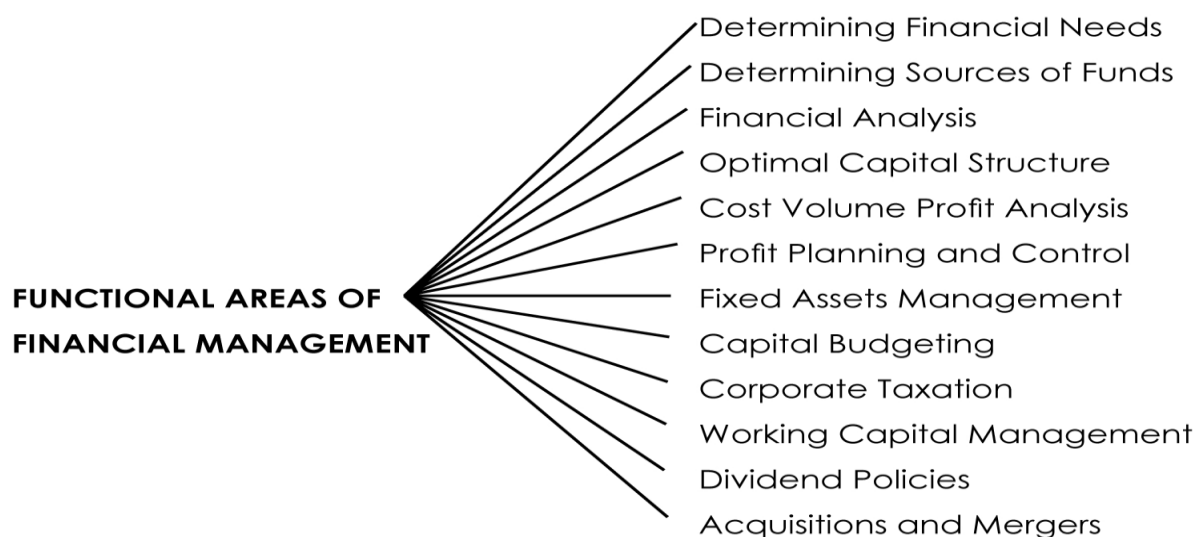 Determining Financial Needs
Determining Sources of Funds
Financial Analysis
Optimal Capital Structure
Cost Volume Profit Analysis
Profit Planning and Control
FUNCTIONAL AREAS OF
FINANCIAL MANAGEMENT
Fixed Assets Management
Capital Budgeting
Corporate Taxation
Working Capital Management
Dividend Policies
Acquisitions and Mergers